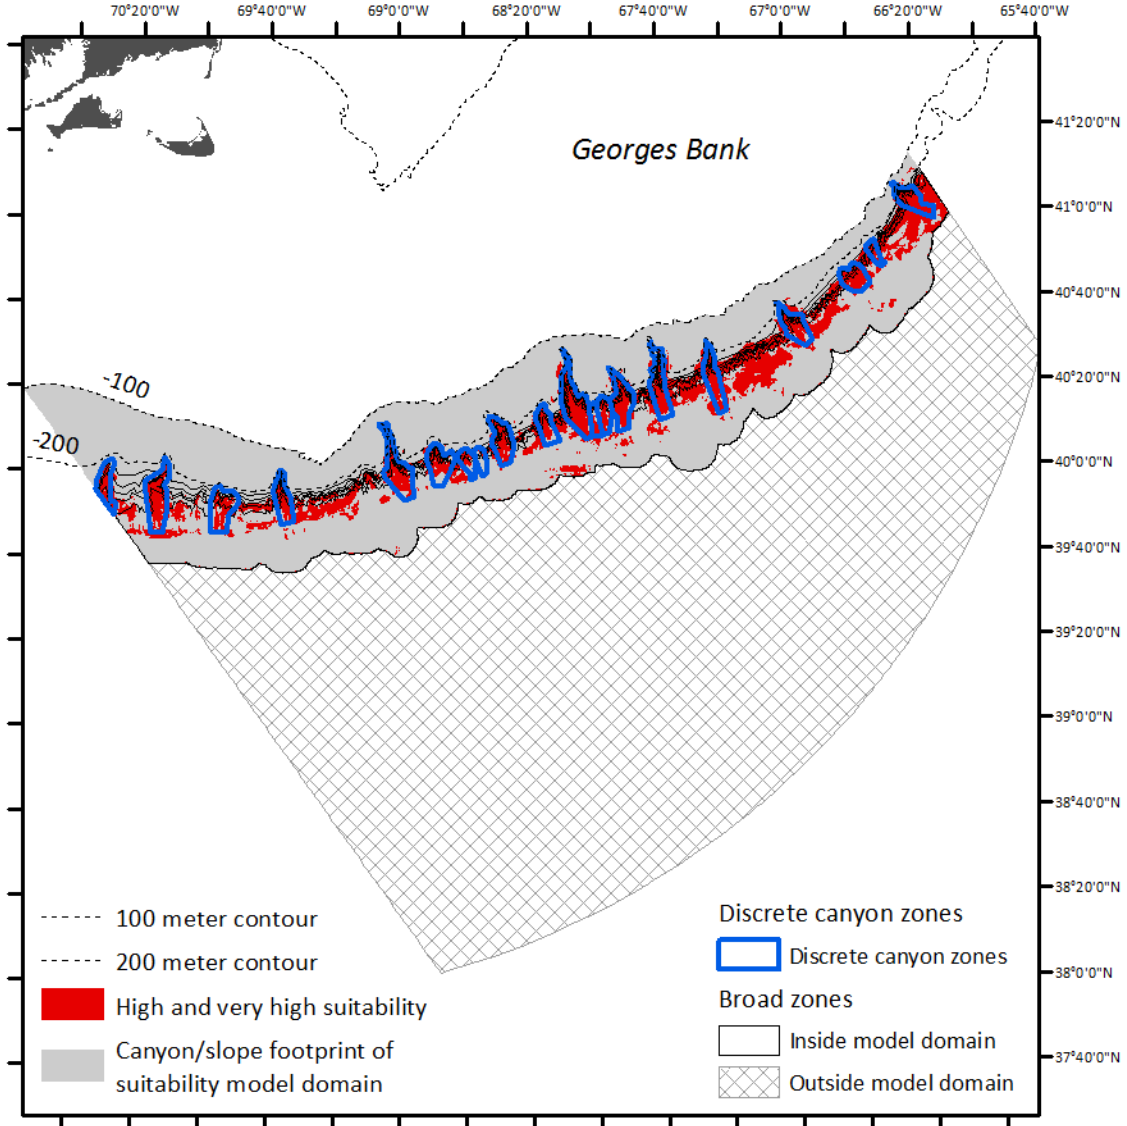 70°20'0"W 69°40'0"W 69°0'0"W 68°20'0"W 67°40'0"W 67°0'0"W 66°20'0"W 65°40'0"W
41°20'0"N
Georges Bank
41°0'0"N
40°40'0"N
40°20'0"N
-100
-200
40°0'0"N
39°40'0"N
39°20'0"N
39°0'0"N
38°40'0"N
38°20'0"N
38°0'0"N
37°40'0"N
100 meter contour
200 meter contour
High and very high suitability
Canyon/slope footprint of
suitability model domain
Discrete canyon zones
Discrete canyon zones
Broad zones
Inside model domain
Outside model domain